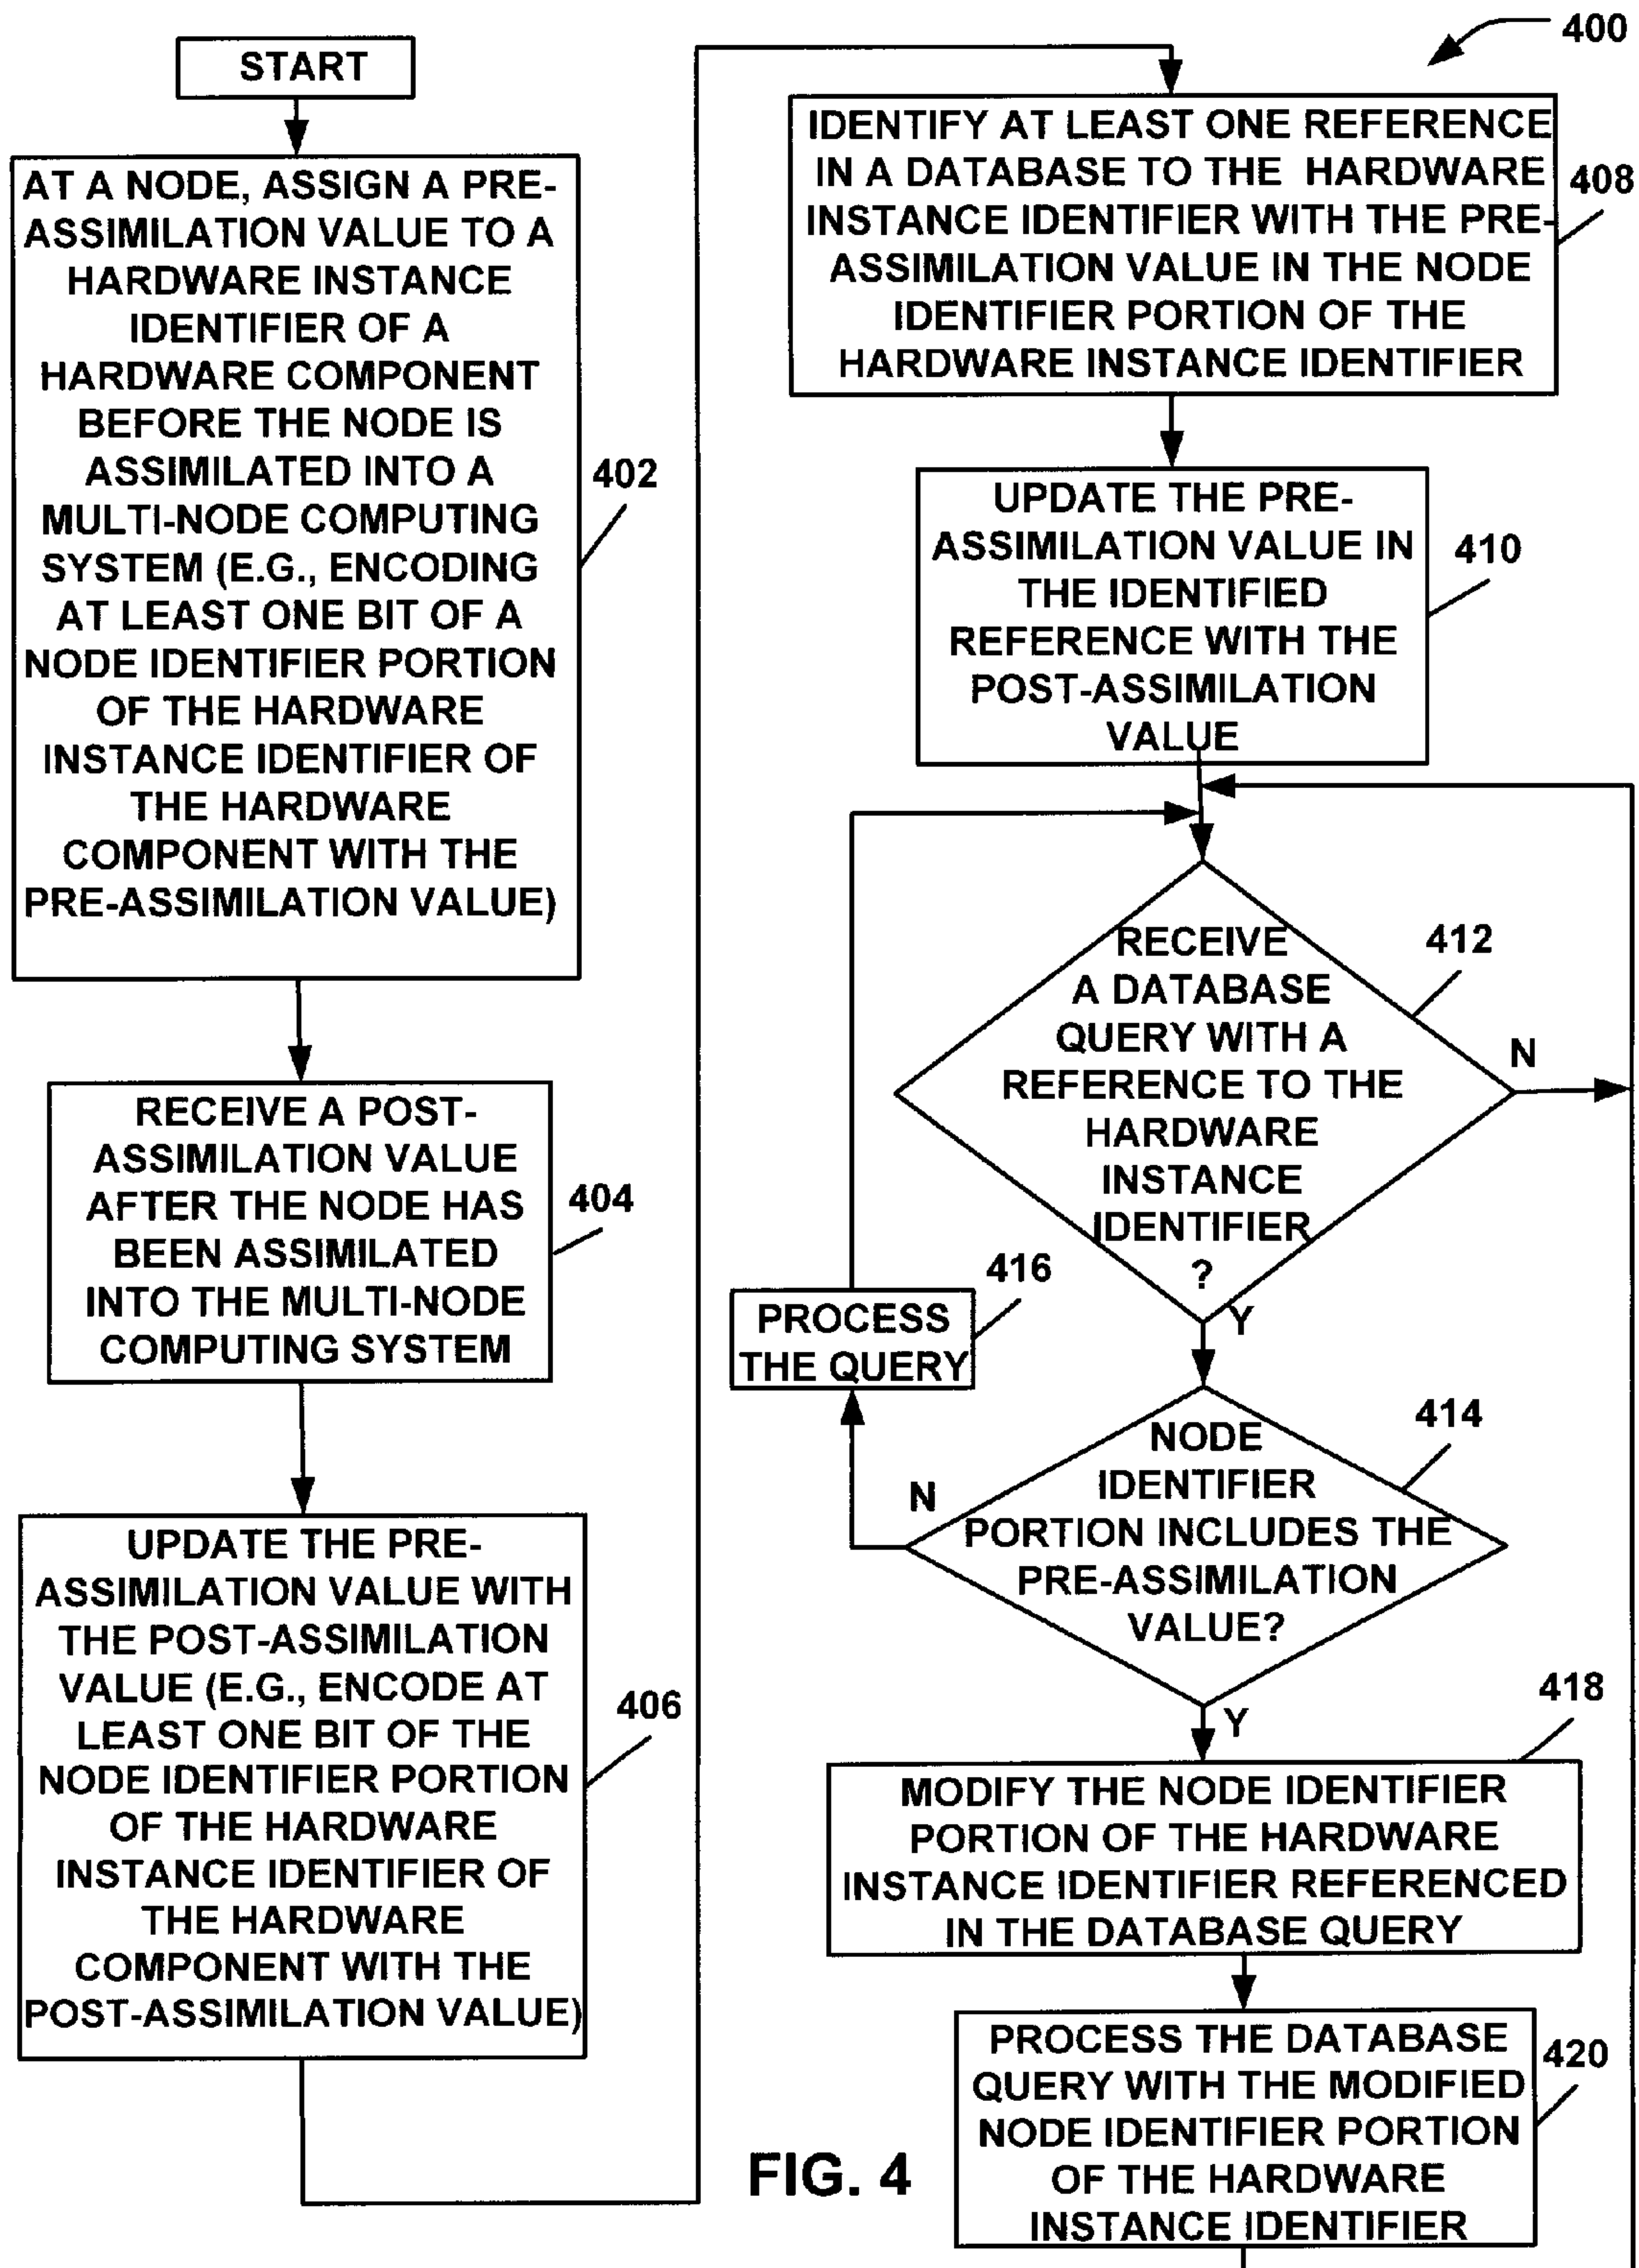 START
AT A NODE, ASSIGN A PRE-
ASSIMILATION VALUE TO A
HARDWARE INSTANCE
IDENTIFIER OF A
HARDWARE COMPONENT
BEFORE THE NODE IS
ASSIMILATED INTO A
MULTI-NODE COMPUTING
SYSTEM (E.G., ENCODING
AT LEAST ONE BIT OF A
NODE IDENTIFIER PORTION
OF THE HARDWARE
INSTANCE IDENTIFIER OF
THE HARDWARE
COMPONENT WITH THE
PRE-ASSIMILATION VALUE)
402
RECEIVE A POST-
ASSIMILATION VALUE
AFTER THE NODE HAS
BEEN ASSIMILATED
INTO THE MULTI-NODE
COMPUTING SYSTEM
404
UPDATE THE PRE-
ASSIMILATION VALUE WITH
THE POST-ASSIMILATION
VALUE (E.G., ENCODE AT
LEAST ONE BIT OF THE
NODE IDENTIFIER PORTION
OF THE HARDWARE
INSTANCE IDENTIFIER OF
THE HARDWARE
COMPONENT WITH THE
POST-ASSIMILATION VALUE)
406
400
IDENTIFY AT LEAST ONE REFERENCE
IN A DATABASE TO THE HARDWARE
INSTANCE IDENTIFIER WITH THE PRE-
ASSIMILATION VALUE IN THE NODE
IDENTIFIER PORTION OF THE
HARDWARE INSTANCE IDENTIFIER
408
UPDATE THE PRE-
ASSIMILATION VALUE IN
THE IDENTIFIED
REFERENCE WITH THE
POST-ASSIMILATION
VALUE
410
RECEIVE
A DATABASE
QUERY WITH A
REFERENCE TO THE
HARDWARE
INSTANCE
IDENTIFIER
?
412
N
Y
416
PROCESS
THE QUERY
NODE
IDENTIFIER
PORTION INCLUDES THE
PRE-ASSIMILATION
VALUE?
414
N
Y
418
MODIFY THE NODE IDENTIFIER
PORTION OF THE HARDWARE
INSTANCE IDENTIFIER REFERENCED
IN THE DATABASE QUERY
PROCESS THE DATABASE
QUERY WITH THE MODIFIED
NODE IDENTIFIER PORTION
OF THE HARDWARE
INSTANCE IDENTIFIER
420
FIG. 4